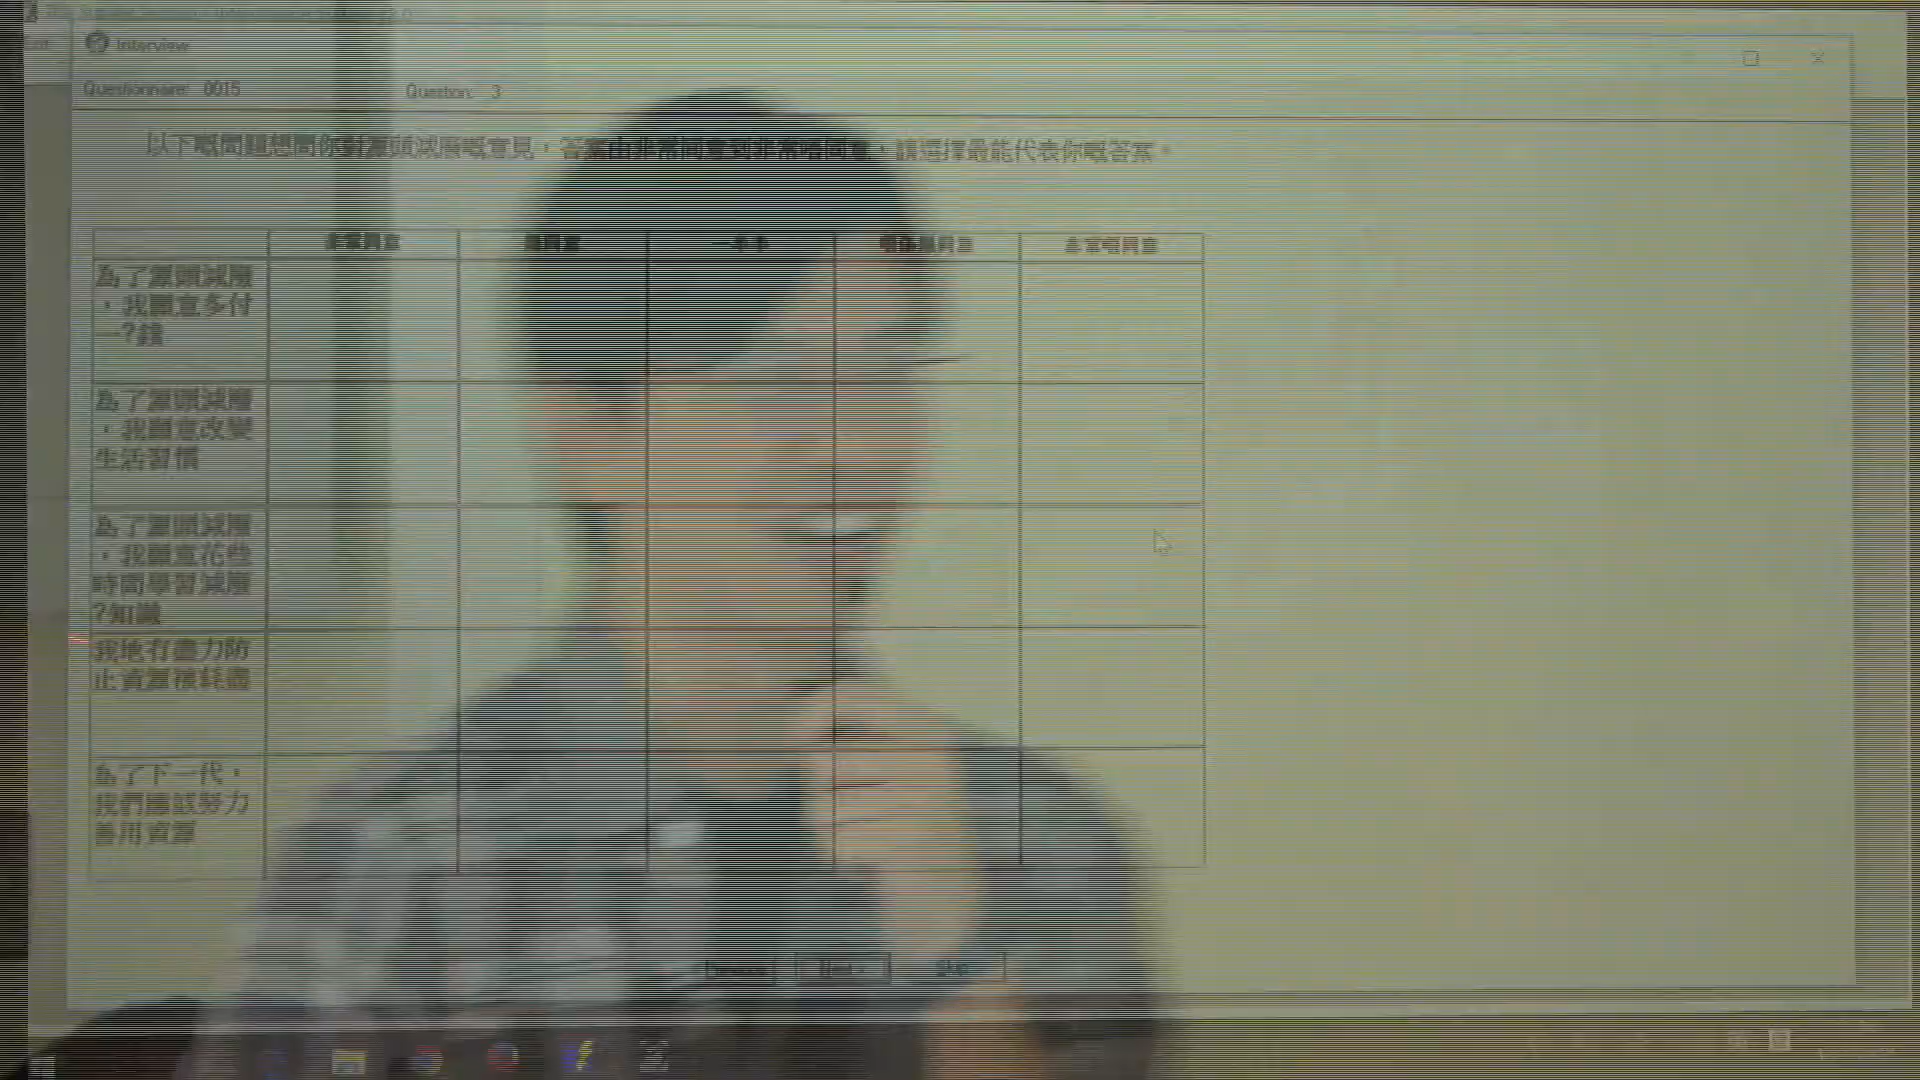 Interview
Questionnaire: 0015
Question: 3
以下嘅問題想問你對源頭減廢嘅意見，答案由非常同意到非常唔同意，請選擇最能代表你嘅答案。
非常同意 幾同意 一半半 唔係幾同意 非常唔同意
為了源頭減廢
，我願意多付
一?錢
為了源頭減廢
，我願意改變
生活習慣
為了源頭減廢
，我願意花些
時間學習減廢
?知識
我地有盡力防
止資源被耗盡
為了下一代，
我們應該努力
善用資源
Previous Next Skip